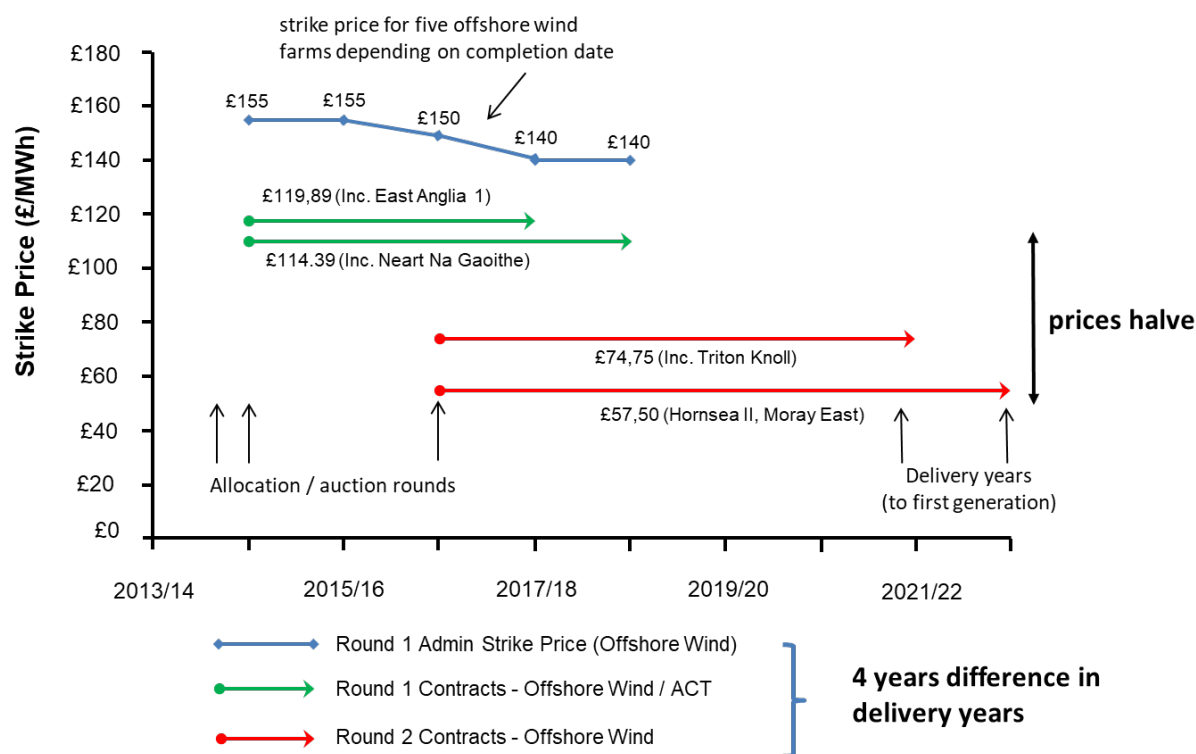 strike price for five offshore wind
farms depending on completion date
£180
£160
£140
£120
£100
£80
£60
£40
£20
£0
Strike Price (£/MWh)
£155
£155
£150
£140
£140
£119,89 (Inc. East Anglia 1)
£114.39 (Inc. Neart Na Gaoithe)
£74,75 (Inc. Triton Knoll)
£57,50 (Hornsea II, Moray East)
prices halve
Allocation / auction rounds
Delivery years
(to first generation)
2013/14
2015/16
2017/18
2019/20
2021/22
Round 1 Admin Strike Price (Offshore Wind)
Round 1 Contracts - Offshore Wind / ACT
Round 2 Contracts - Offshore Wind
4 years difference in
delivery years